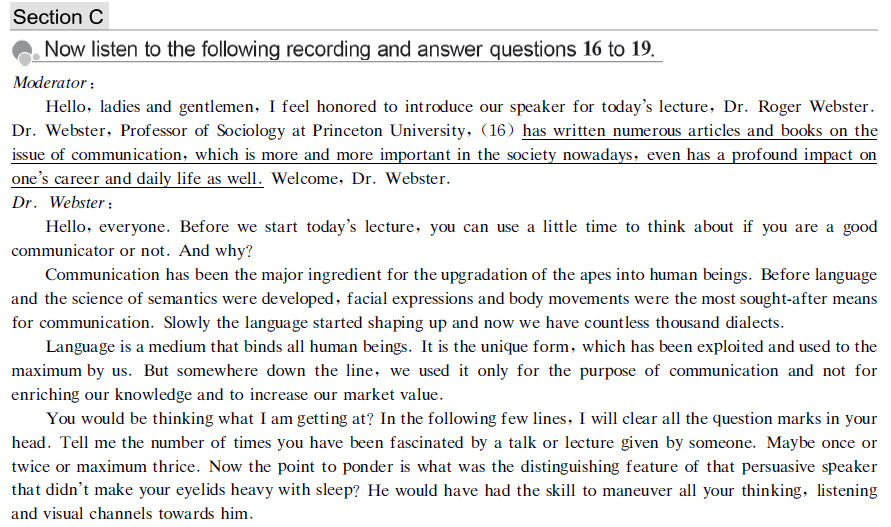 Section C
Now listen to the following recording and answer questions 16 to 19.
Moderator:
Hello, ladies and gentlemen, I feel honored to introduce our speaker for today's lecture, Dr. Roger Webster.
Dr. Webster, Professor of Sociology at Princeton University, (16) has written numerous articles and books on the
issue of communication, which is more and more important in the society nowadays, even has a profound impact on
one's career and daily life as well. Welcome, Dr. Webster.
Dr. Webster:
Hello, everyone. Before we start today's lecture, you can use a little time to think about if you are a good
communicator or not. And why?
Communication has been the major ingredient for the upgradation of the apes into human beings. Before language
and the science of semantics were developed, facial expressions and body movements were the most sought-after means
for communication. Slowly the language started shaping up and now we have countless thousand dialects.
Language is a medium that binds all human beings. It is the unique form, which has been exploited and used to the
maximum by us. But somewhere down the line, we used it only for the purpose of communication and not for
enriching our knowledge and to increase our market value.
You would be thinking what I am getting at? In the following few lines, I will clear all the question marks in your
head. Tell me the number of times you have been fascinated by a talk or lecture given by someone. Maybe once or
twice or maximum thrice. Now the point to ponder is what was the distinguishing feature of that persuasive speaker
that didn't make your eyelids heavy with sleep? He would have had the skill to maneuver all your thinking, listening
and visual channels towards him.